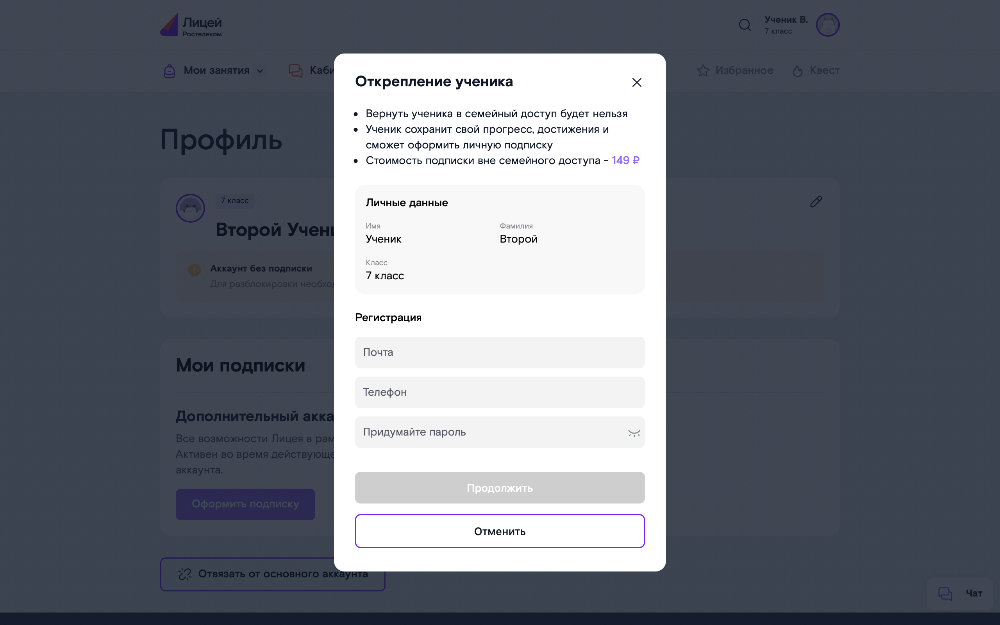 Лицей
Ростелеком
Ученик В.
7 класс
Мои занятия
Каби
Избранное
Квест
Профиль
7 класс
Второй Учени
Аккаунт без подписки
Для разблокировки необхо
Мои подписки
Дополнительный акка
Все возможности Лицея в рам
Активен во время действующе
аккаунта.
Оформить подписку
Отвязать от основного аккаунта
Открепление ученика
• Вернуть ученика в семейный доступ будет нельзя
• Ученик сохранит свой прогресс, достижения и
сможет оформить личную подписку
• Стоимость подписки вне семейного доступа - 149 ₽
Личные данные
Имя
Ученик
Фамилия
Второй
Класс
7 класс
Регистрация
Почта
Телефон
Придумайте пароль
Продолжить
Отменить
Чат